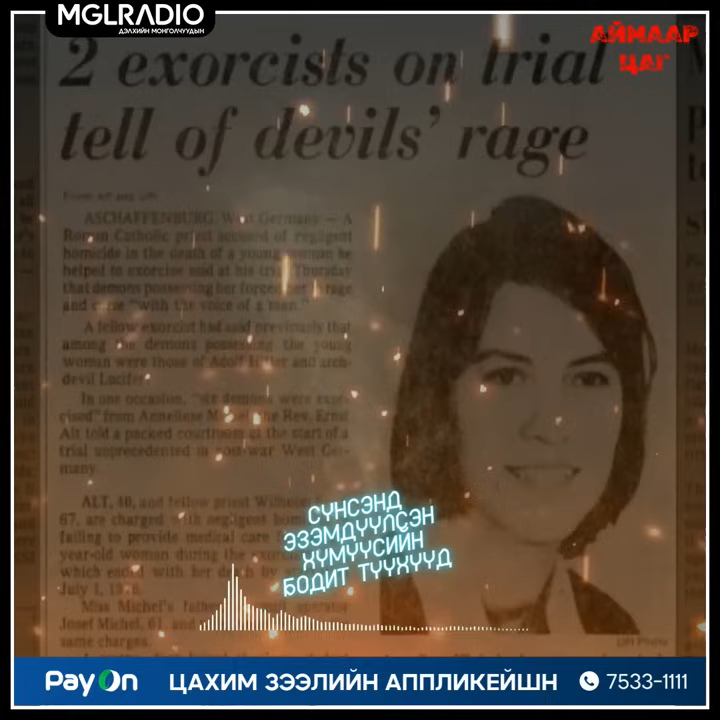 MGLRADIO
ДЭЛХИЙН МОНГОЛЧУУДЫН
АЙМААР
ЦАГ
2 exorcists on trial
tell of devils' rage
From AP and UPI
ASCHAFFENBURG, West Germany — A
Roman Catholic priest accused of negligent
homicide in the death of a young woman he
helped to exorcise said at his trial Thursday
that demons possessing her forced her to rage
and curse "with the voice of a man."
A fellow exorcist had said previously that
among the demons possessing the young
woman were those of Adolf Hitler and arch-
devil Lucifer.
In one occasion, "six demons were exor-
cised" from Anneliese Michel, the Rev. Ernst
Alt told a packed courtroom at the start of a
trial unprecedented in post-war West Ger-
many.
ALT, 40, and fellow priest Wilhelm
67, are charged with negligent
failing to provide medical care
year-old woman during the
which ended with her death by
July 1, 1976.
Miss Michel's father
Josef Michel, 61, and
same charges.
UPI Photo
СҮНСЭНД
ЭЗЭМДҮҮЛСЭН
ХҮМҮҮСИЙН
БОДИТ ТҮҮХҮҮД
PayOn ЦАХИМ ЗЭЭЛИЙН АППЛИКЕЙШН 7533-1111